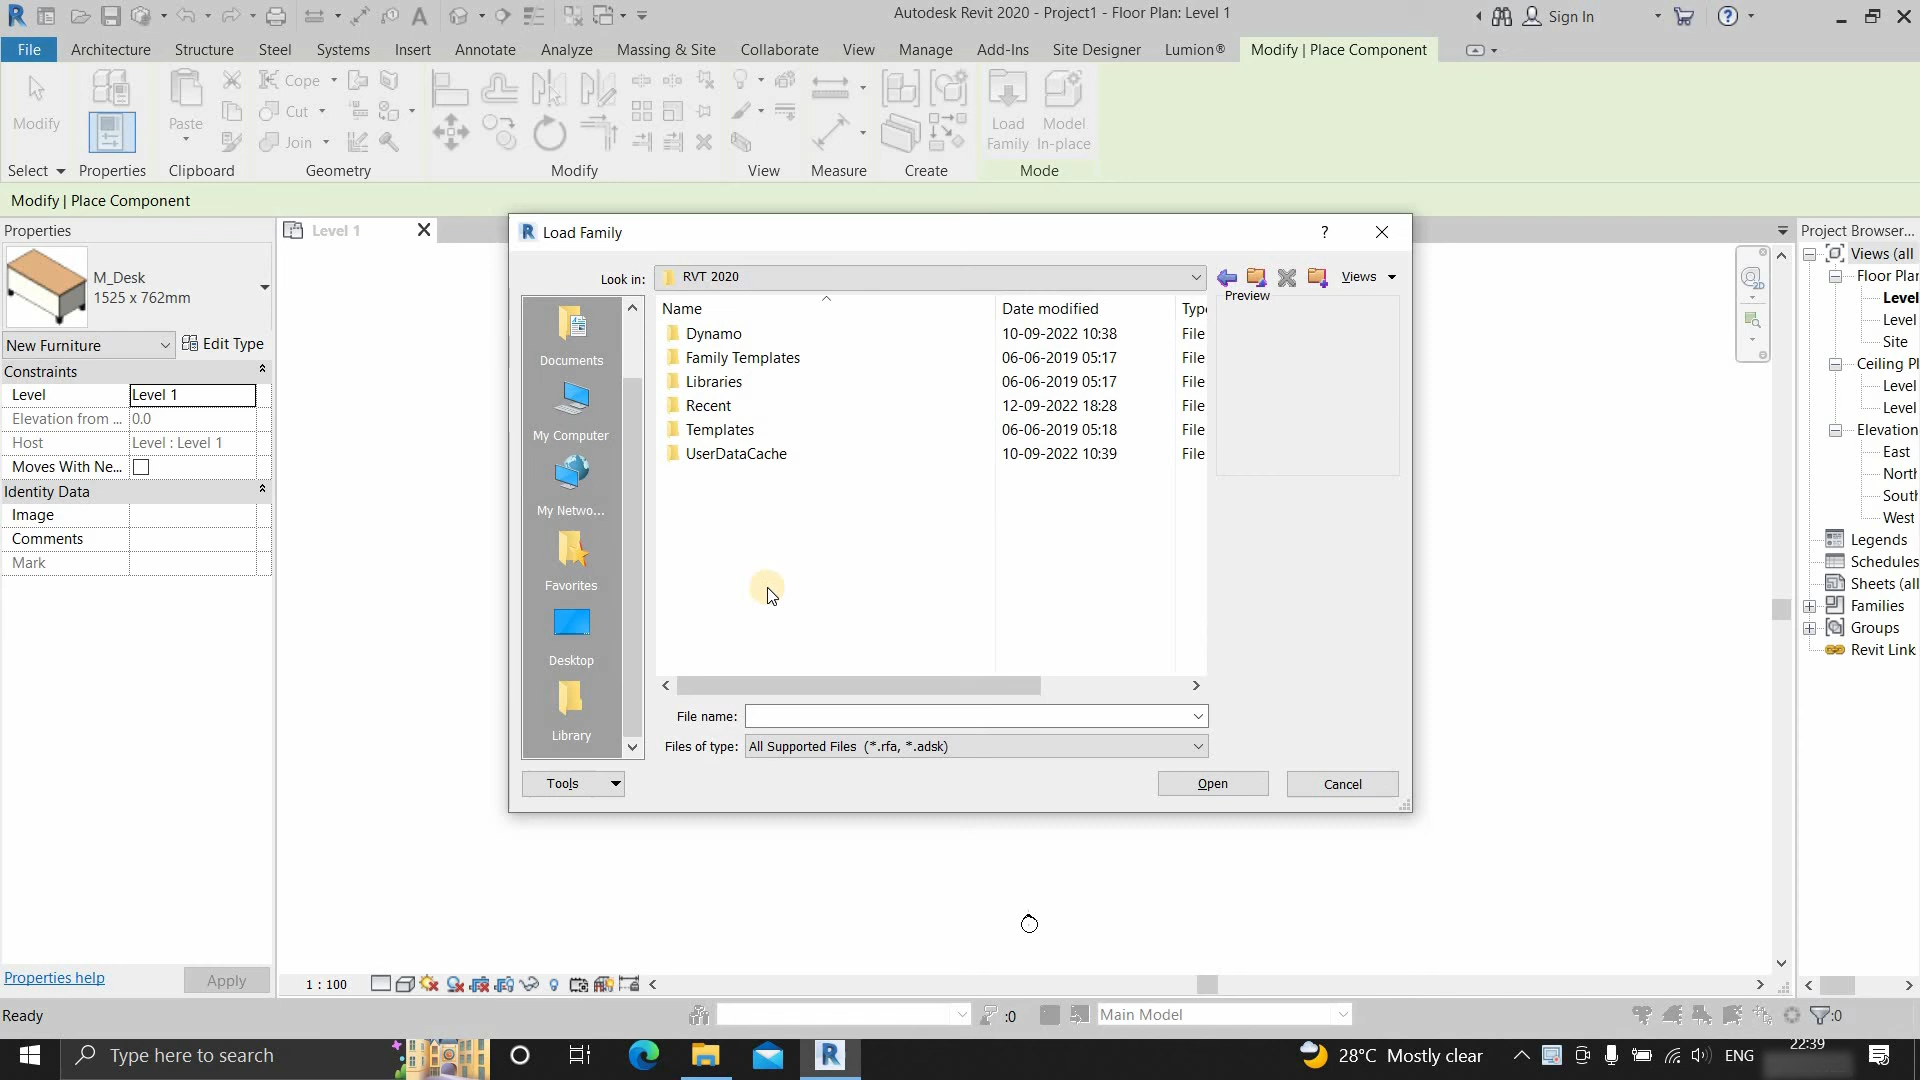 Autodesk Revit 2020 - Project1 - Floor Plan: Level 1
Sign In
File Architecture Structure Steel Systems Insert Annotate Analyze Massing & Site Collaborate View Manage Add-Ins Site Designer Lumion® Modify | Place Component
Modify
Paste
Cope
Cut
Join
Load Family
Model In-place
Select Properties Clipboard Geometry Modify View Measure Create Mode
Modify | Place Component
Properties
M_Desk
1525 x 762mm
New Furniture Edit Type
Constraints
Level Level 1
Elevation from ... 0.0
Host Level : Level 1
Moves With Ne...
Identity Data
Image
Comments
Mark
Properties help Apply
Level 1
Load Family
Look in: RVT 2020 Views
Documents
My Computer
My Netwo...
Favorites
Desktop
Library
Name Date modified Type
Dynamo 10-09-2022 10:38 File
Family Templates 06-06-2019 05:17 File
Libraries 06-06-2019 05:17 File
Recent 12-09-2022 18:28 File
Templates 06-06-2019 05:18 File
UserDataCache 10-09-2022 10:39 File
Preview
File name:
Files of type: All Supported Files (*.rfa, *.adsk)
Tools Open Cancel
2D
Project Browser...
Views (all
Floor Plan
Level
Level
Site
Ceiling Pl
Level
Level
Elevation
East
North
South
West
Legends
Schedules
Sheets (all
Families
Groups
Revit Link
1 : 100
Ready
:0
Main Model
:0
Type here to search
28°C Mostly clear
ENG
22:39